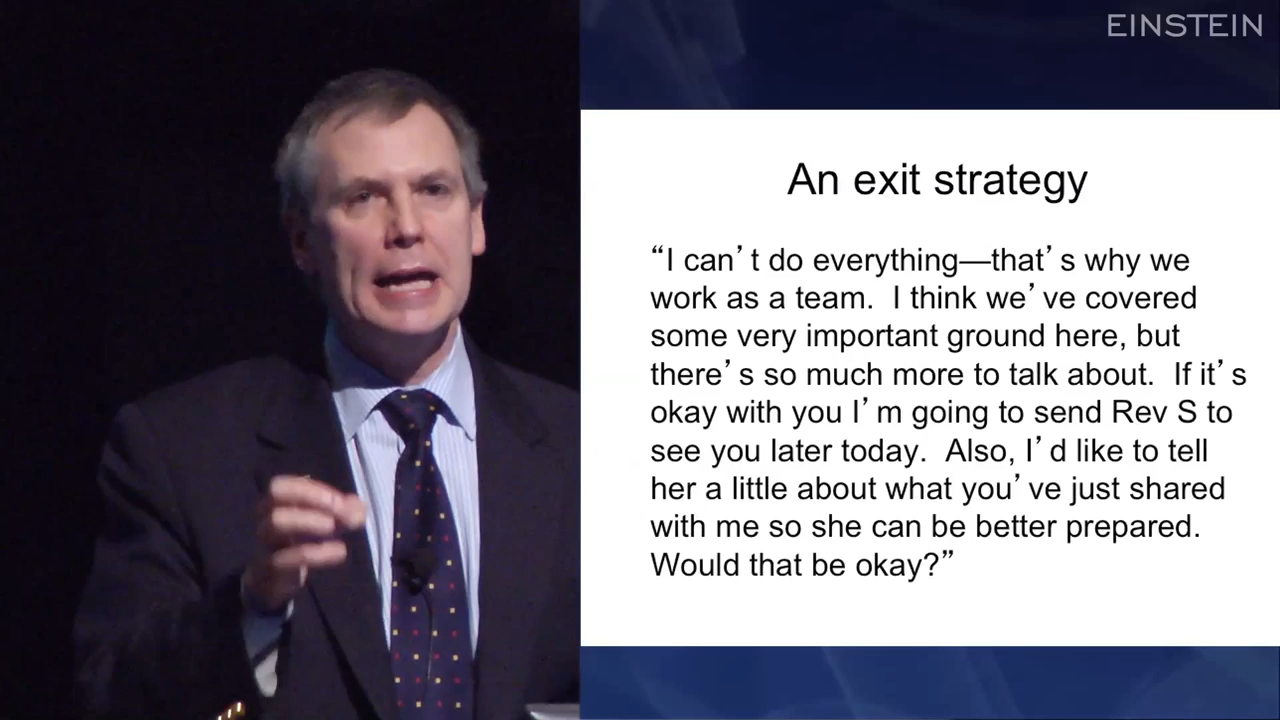 EINSTEIN
An exit strategy
“I can’t do everything—that’s why we
work as a team.  I think we’ve covered
some very important ground here, but
there’s so much more to talk about.  If it’s
okay with you I’m going to send Rev S to
see you later today.  Also, I’d like to tell
her a little about what you’ve just shared
with me so she can be better prepared.
Would that be okay?”